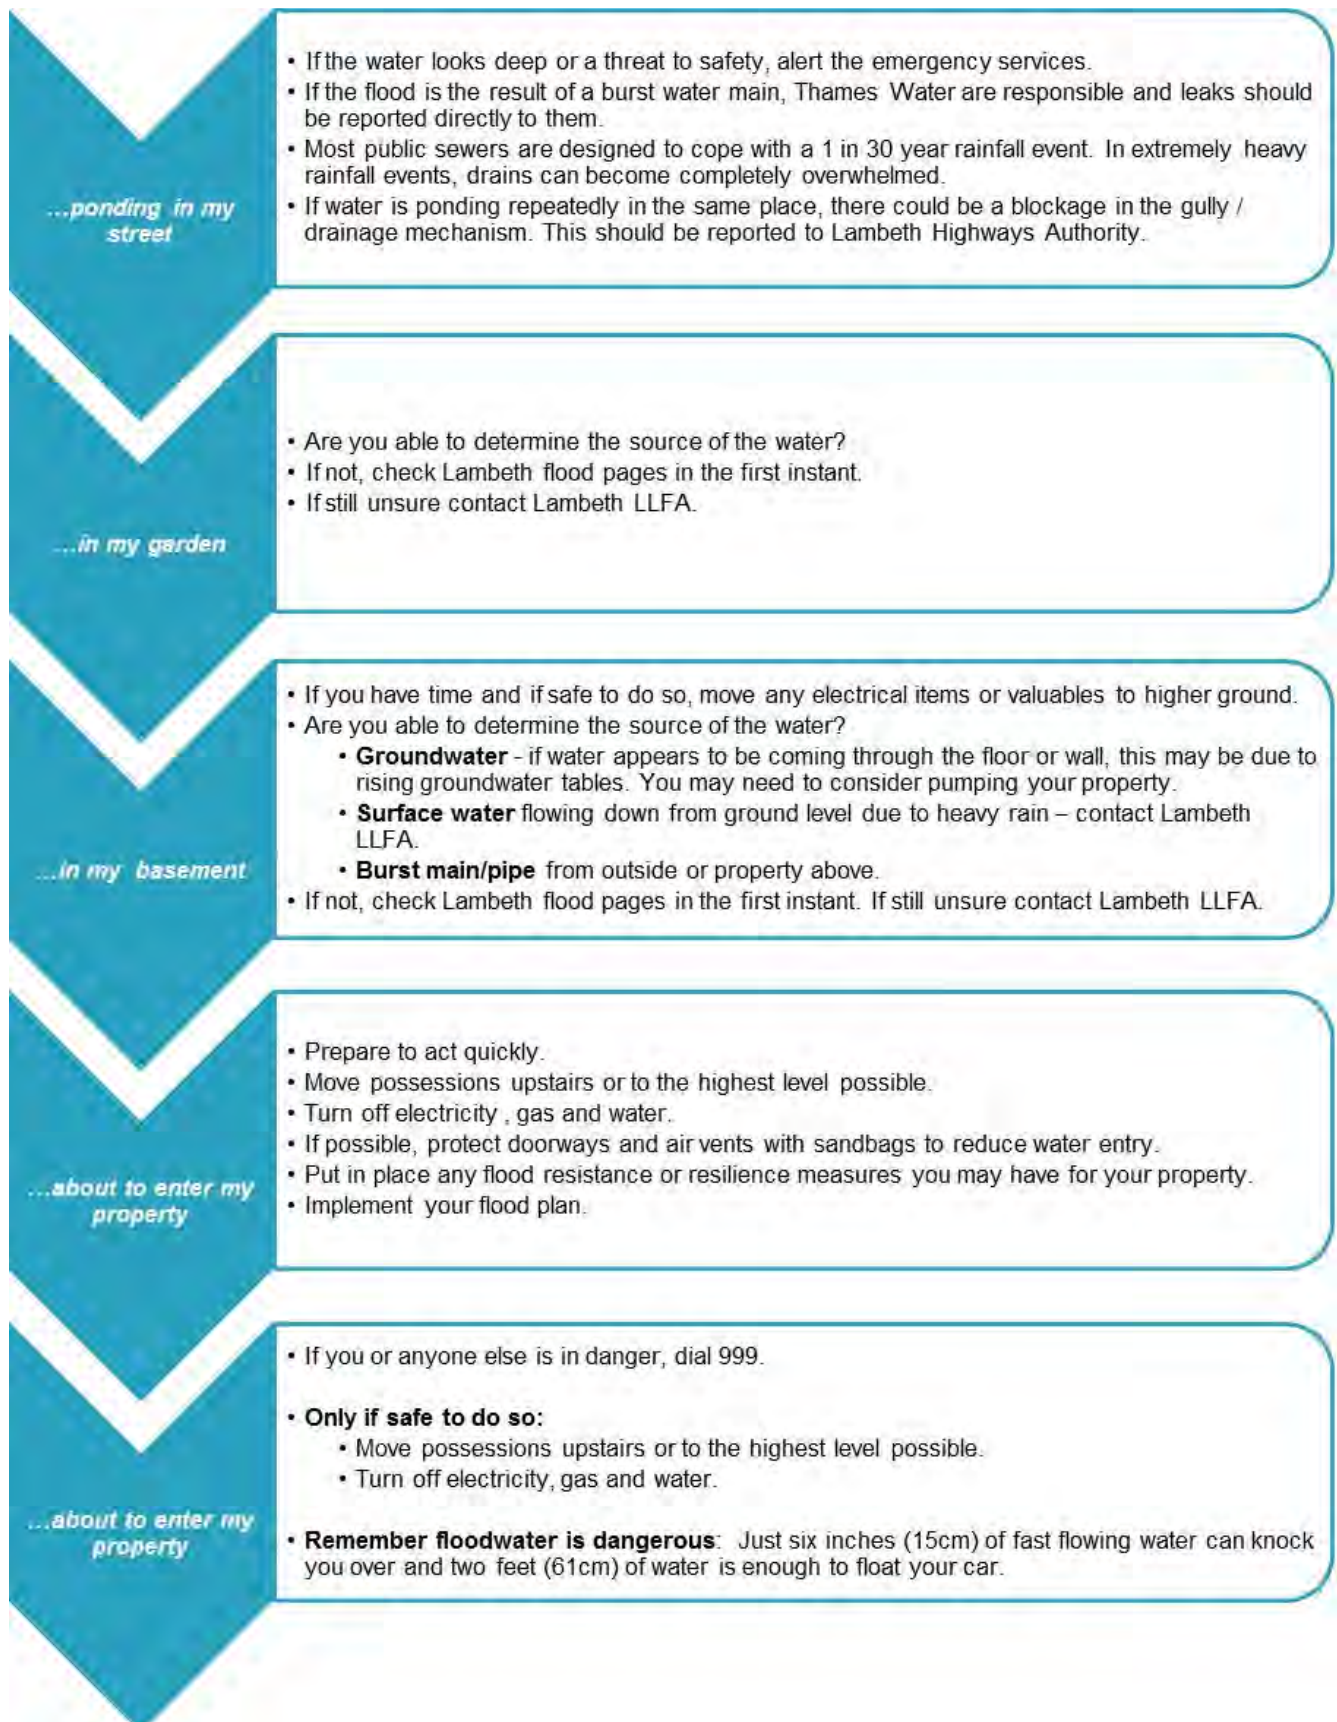 ...ponding in my
street
• If the water looks deep or a threat to safety, alert the emergency services.
• If the flood is the result of a burst water main, Thames Water are responsible and leaks should
be reported directly to them.
• Most public sewers are designed to cope with a 1 in 30 year rainfall event. In extremely heavy
rainfall events, drains can become completely overwhelmed.
• If water is ponding repeatedly in the same place, there could be a blockage in the gully /
drainage mechanism. This should be reported to Lambeth Highways Authority.
...in my garden
• Are you able to determine the source of the water?
• If not, check Lambeth flood pages in the first instant.
• If still unsure contact Lambeth LLFA.
...in my basement
• If you have time and if safe to do so, move any electrical items or valuables to higher ground.
• Are you able to determine the source of the water?
• Groundwater - if water appears to be coming through the floor or wall, this may be due to
rising groundwater tables. You may need to consider pumping your property.
• Surface water flowing down from ground level due to heavy rain – contact Lambeth
LLFA.
• Burst main/pipe from outside or property above.
• If not, check Lambeth flood pages in the first instant. If still unsure contact Lambeth LLFA.
...about to enter my
property
• Prepare to act quickly.
• Move possessions upstairs or to the highest level possible.
• Turn off electricity , gas and water.
• If possible, protect doorways and air vents with sandbags to reduce water entry.
• Put in place any flood resistance or resilience measures you may have for your property.
• Implement your flood plan.
...about to enter my
property
• If you or anyone else is in danger, dial 999.
• Only if safe to do so:
• Move possessions upstairs or to the highest level possible.
• Turn off electricity, gas and water.
• Remember floodwater is dangerous: Just six inches (15cm) of fast flowing water can knock
you over and two feet (61cm) of water is enough to float your car.